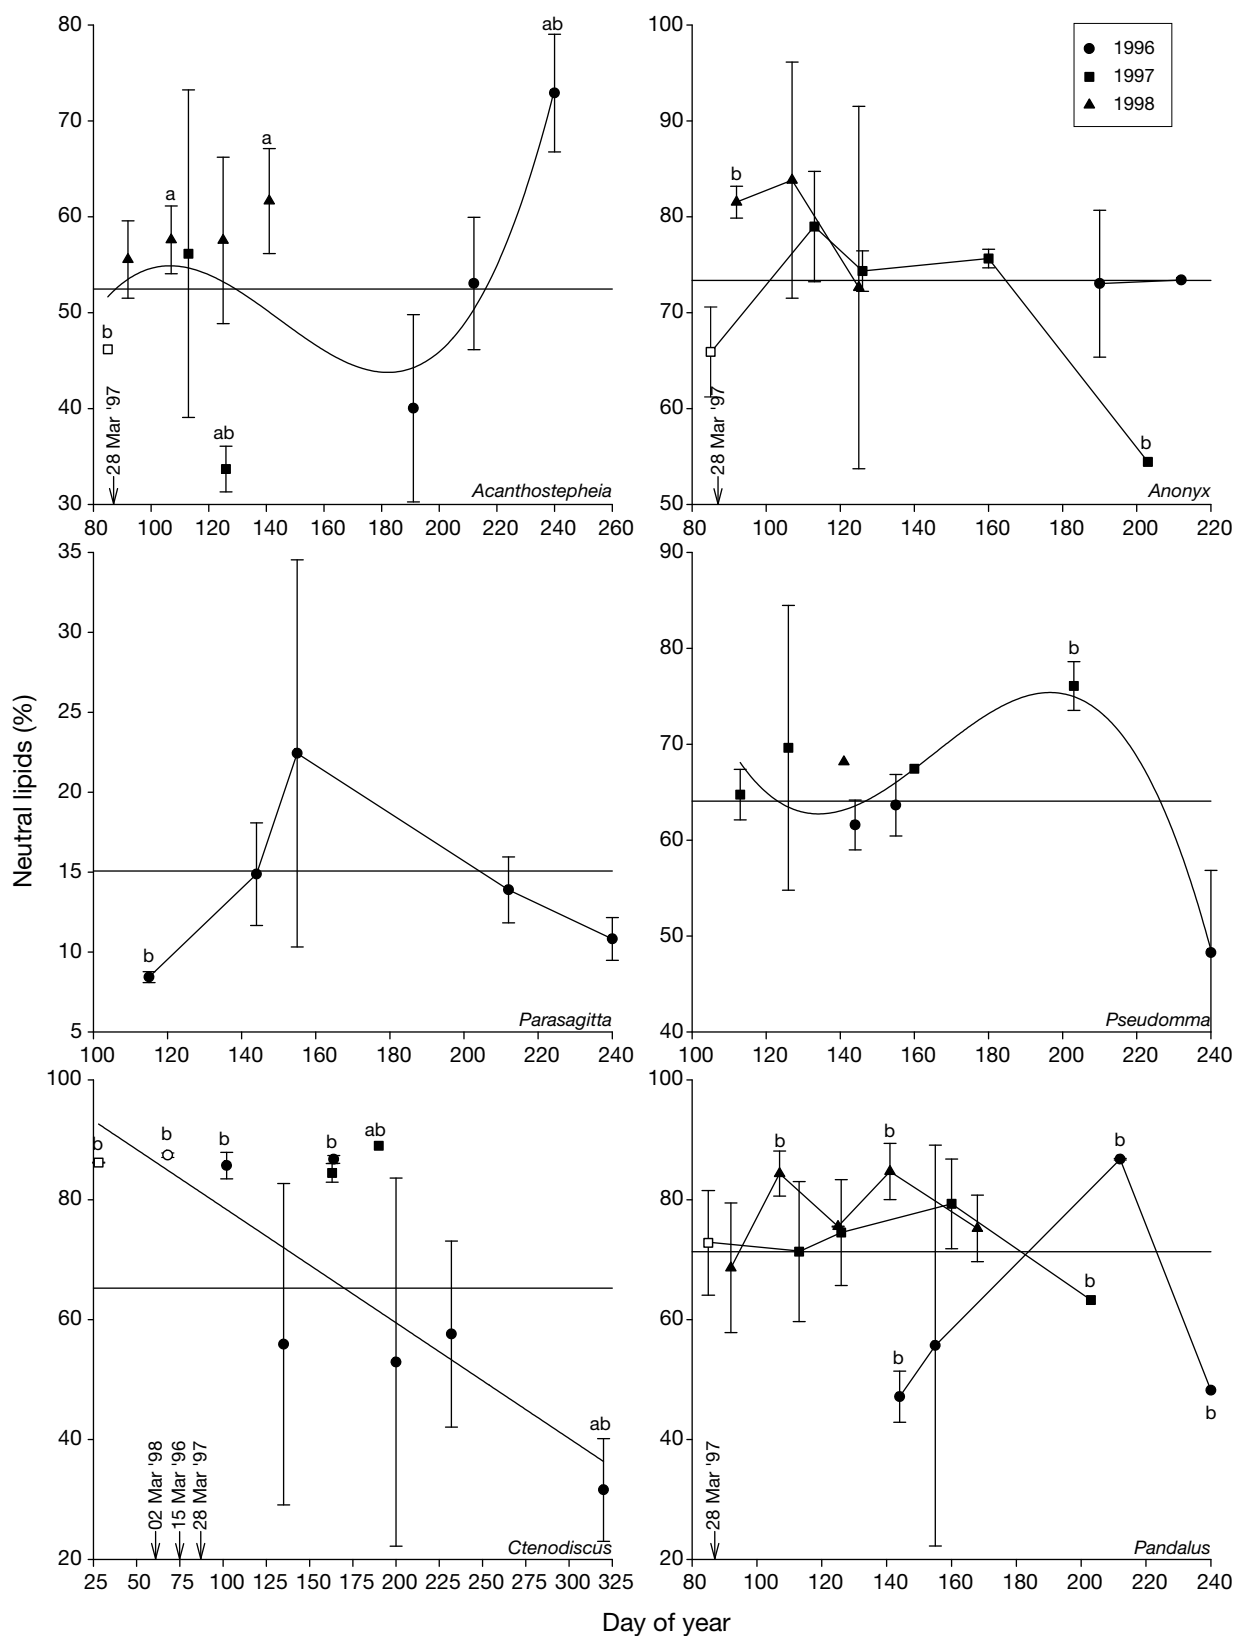 80
70
60
50
40
30
80 100 120 140 160 180 200 220 240 260
b
28 Mar '97
a
ab
a
ab
Acanthostepheia
100
90
80
70
60
50
80 100 120 140 160 180 200 220
1996
1997
1998
b
28 Mar '97
b
Anonyx
35
30
25
20
15
10
5
100 120 140 160 180 200 220 240
b
Parasagitta
90
80
70
60
50
40
100 120 140 160 180 200 220 240
b
Pseudomma
100
80
60
40
20
25 50 75 100 125 150 175 200 225 250 275 300 325
b
b
b
b
ab
ab
02 Mar '98
15 Mar '96
28 Mar '97
Ctenodiscus
100
80
60
40
20
80 100 120 140 160 180 200 220 240
b
b
b
b
b
b
28 Mar '97
Pandalus
Neutral lipids (%)
Day of year